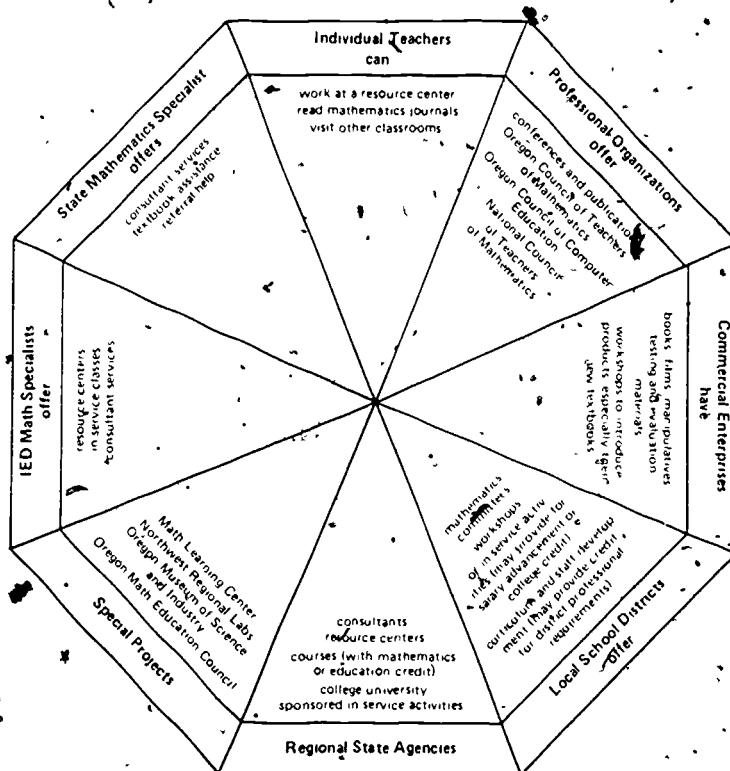 Individual Teachers
can
work at a resource center
read mathematics journals
visit other classrooms
Professional Organizations
offer
conferences and publications
Oregon Council of Teachers
of Mathematics
Oregon Council of Computer
Education
National Council
of Teachers
of Mathematics
Commercial Enterprises
have
books films manipulatives
testing and evaluation
materials
workshops to introduce
products especially
new textbooks
Local School Districts
offer
mathematics
committees
workshops
or in service activ
ities (may provide for
salary advancement or
college credit)
curriculum and staff develop
ment (may provide credit
for district professional
requirements)
Regional State Agencies
consultants
resource centers
courses (with mathematics
or education credit)
college university
sponsored in service activities
Special Projects
Math Learning Center
Northwest Regional Labs
Oregon Museum of Science
and Industry
Oregon Math Education Council
IED Math Specialists
offer
resource centers
in service classes
consultant services
State Mathematics Specialist
offers
consultant services
textbook assistance
referral help